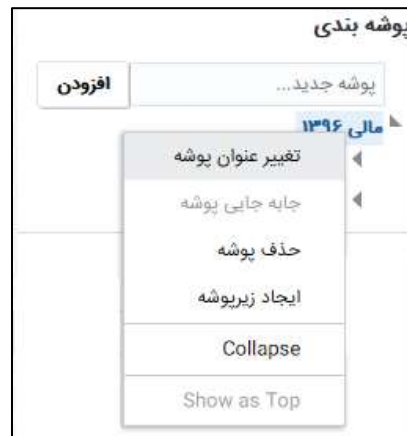 پوشه بندی
پوشه جدید...
افزودن
مالی ۱۳۹۶
تغییر عنوان پوشه
جابه جایی پوشه
حذف پوشه
ایجاد زیرپوشه
Collapse
Show as Top